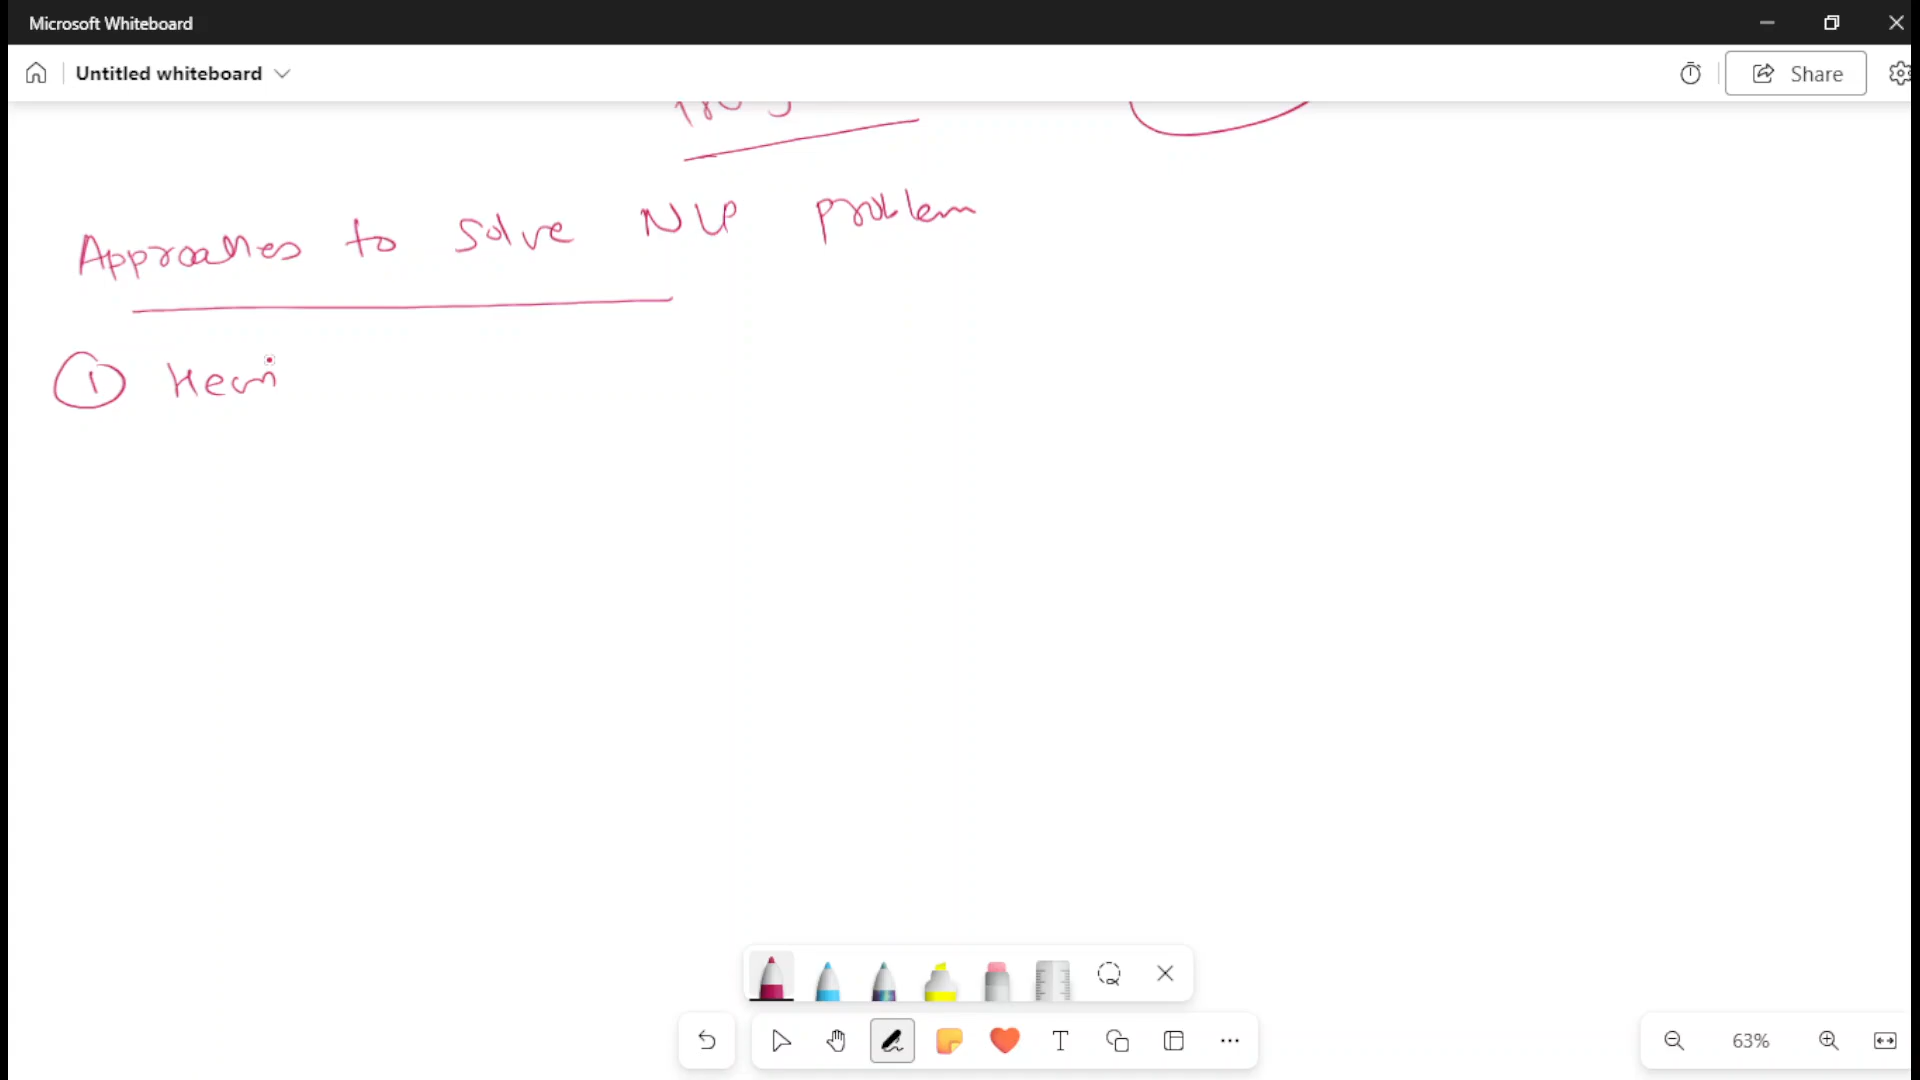 Microsoft Whiteboard
Untitled whiteboard
Share
Approaches to solve NLP problem
1 Heuri
63%